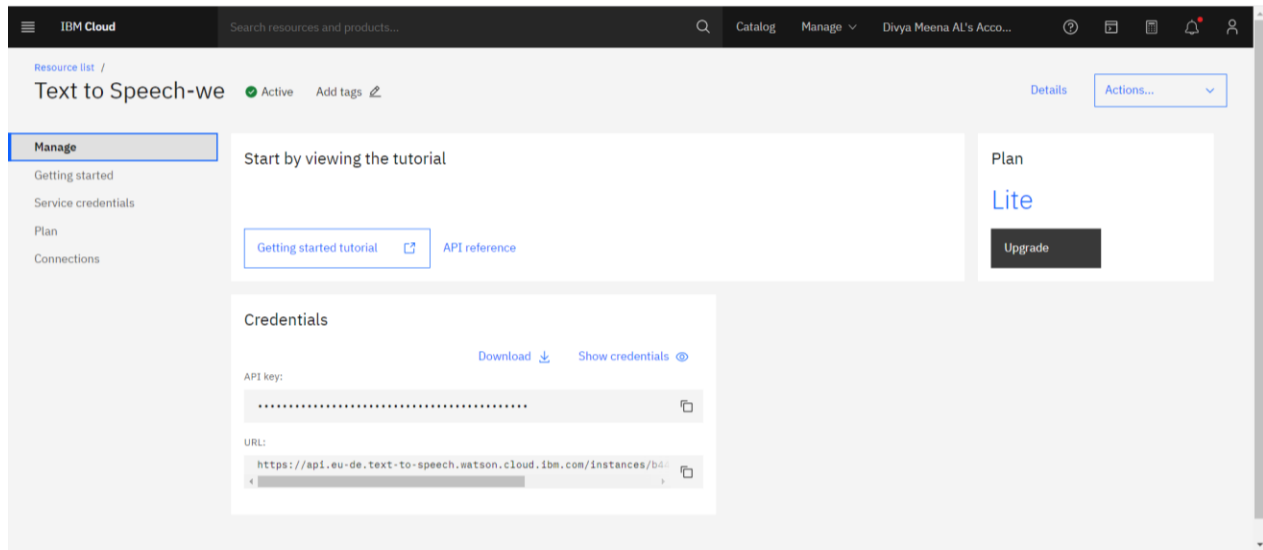 IBM Cloud Search resources and products... Catalog Manage Divya Meena AL's Acco...
Resource list /
Text to Speech-we Active Add tags Details Actions...
Manage
Getting started
Service credentials
Plan
Connections
Start by viewing the tutorial
Getting started tutorial API reference
Plan
Lite
Upgrade
Credentials
Download Show credentials
API key:
••••••••••••••••••••••••••••••••••••••••••••
URL:
https://api.eu-de.text-to-speech.watson.cloud.ibm.com/instances/b44